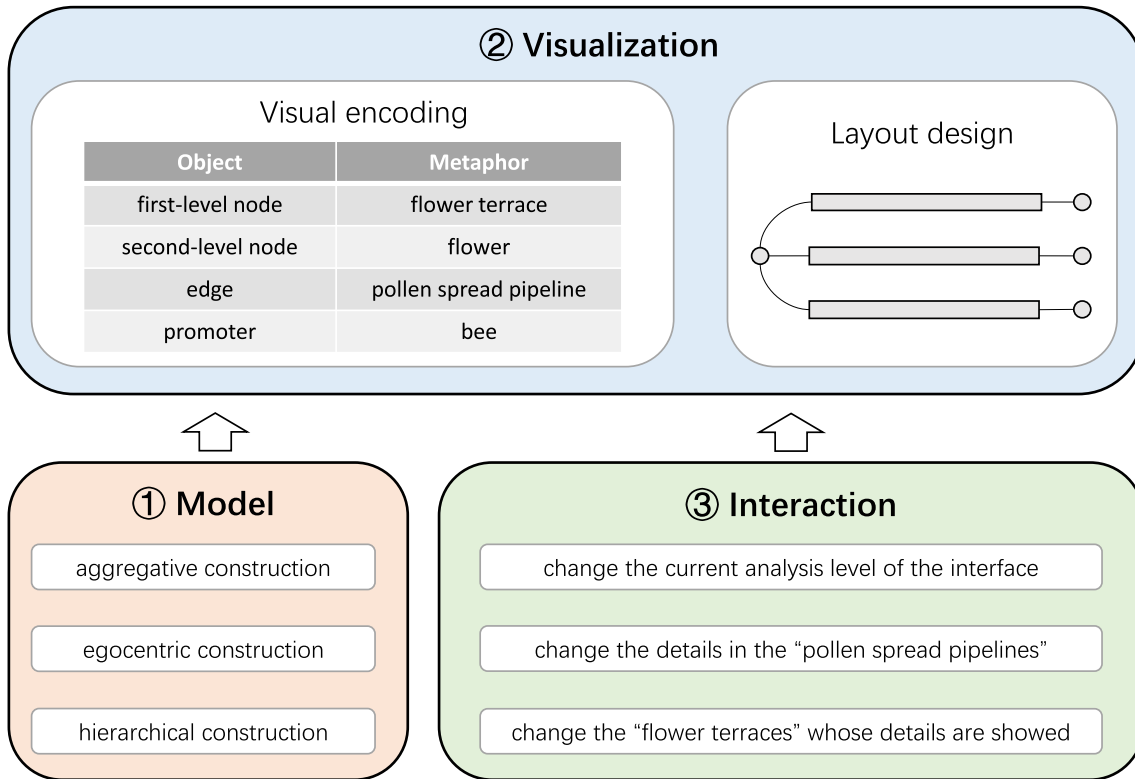 ② Visualization
Visual encoding
Object Metaphor
first-level node flower terrace
second-level node flower
edge pollen spread pipeline
promoter bee
Layout design
① Model
aggregative construction
egocentric construction
hierarchical construction
③ Interaction
change the current analysis level of the interface
change the details in the “pollen spread pipelines”
change the “flower terraces” whose details are showed